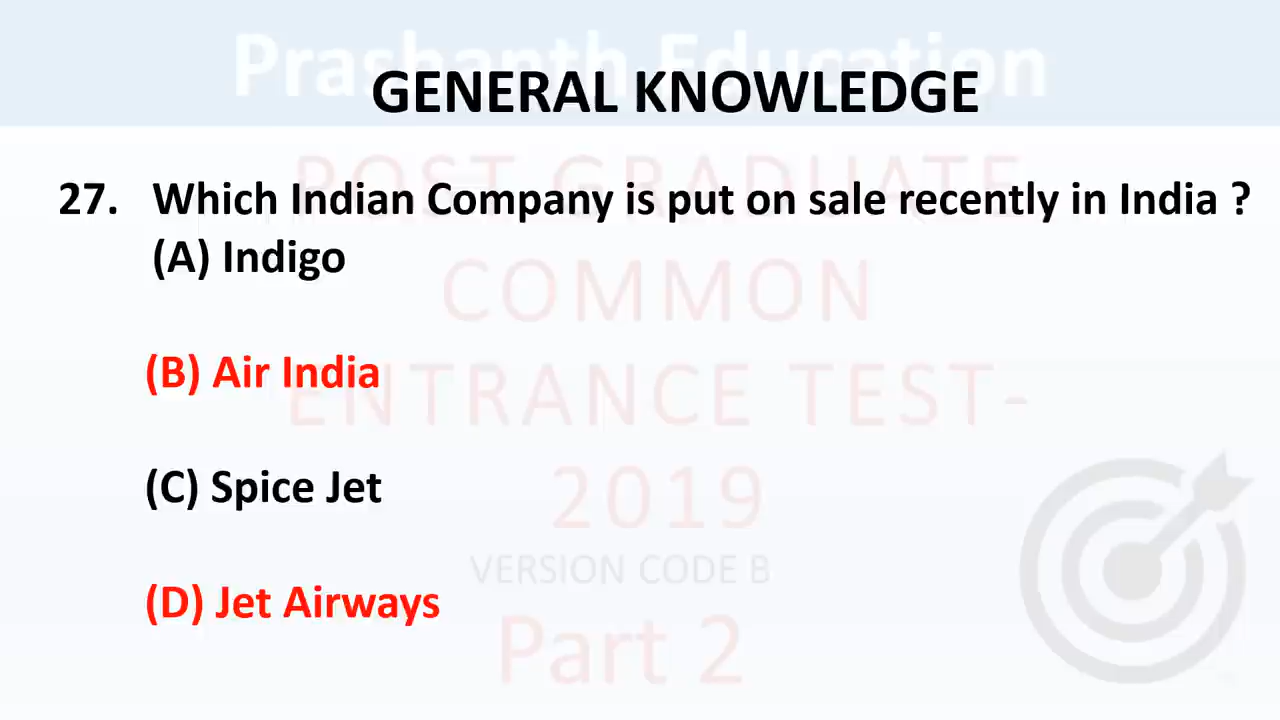 Prashanth Education
GENERAL KNOWLEDGE
POST GRADUATE
27. Which Indian Company is put on sale recently in India ?
(A) Indigo
COMMON
(B) Air India
ENTRANCE TEST-
(C) Spice Jet
2019
VERSION CODE B
(D) Jet Airways
Part 2